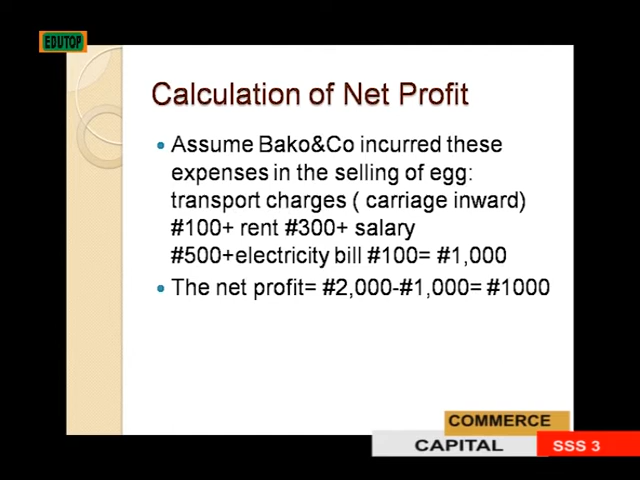 EDUTOP
Calculation of Net Profit
Assume Bako&Co incurred these
expenses in the selling of egg:
transport charges ( carriage inward)
#100+ rent #300+ salary
#500+electricity bill #100= #1,000
The net profit= #2,000-#1,000= #1000
COMMERCE
CAPITAL SSS 3